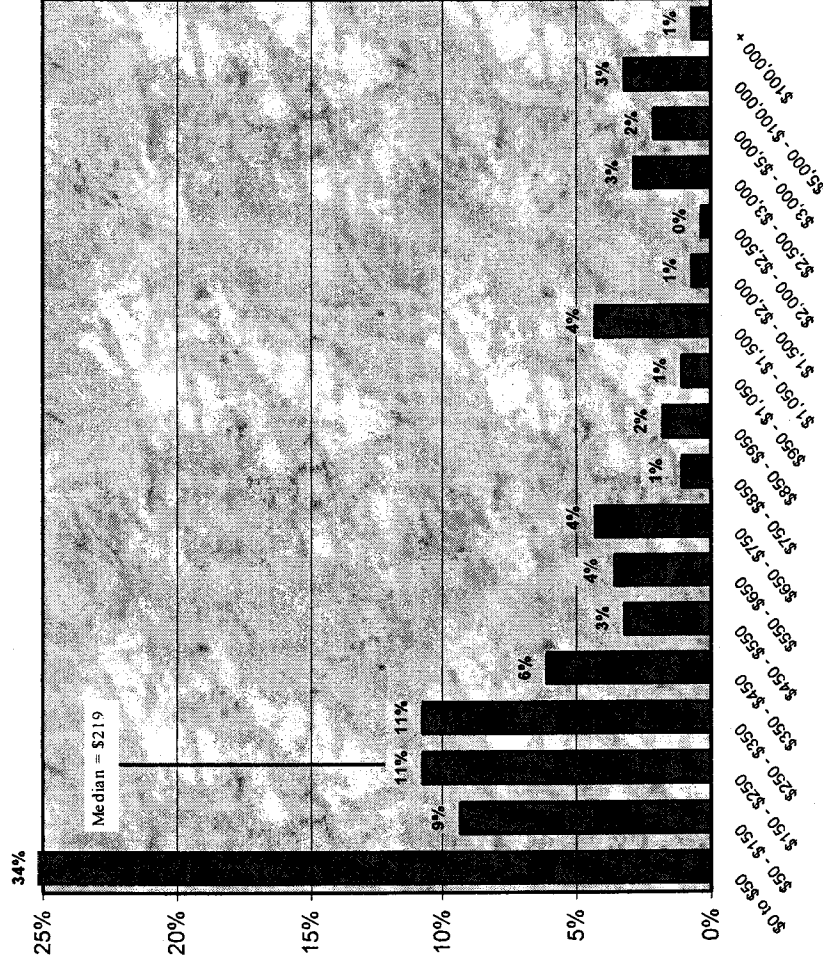 34%
25%
20%
15%
10%
5%
0%
Median = $219
9%
11%
11%
6%
3%
4%
4%
1%
2%
1%
4%
1%
0%
3%
2%
3%
1%
$0 to $50
$50 - $150
$150 - $250
$250 - $350
$350 - $450
$450 - $550
$550 - $650
$650 - $750
$750 - $850
$850 - $950
$950 - $1,050
$1,050 - $1,500
$1,500 - $2,000
$2,000 - $2,500
$2,500 - $3,000
$3,000 - $5,000
$5,000 - $100,000
$100,000 +